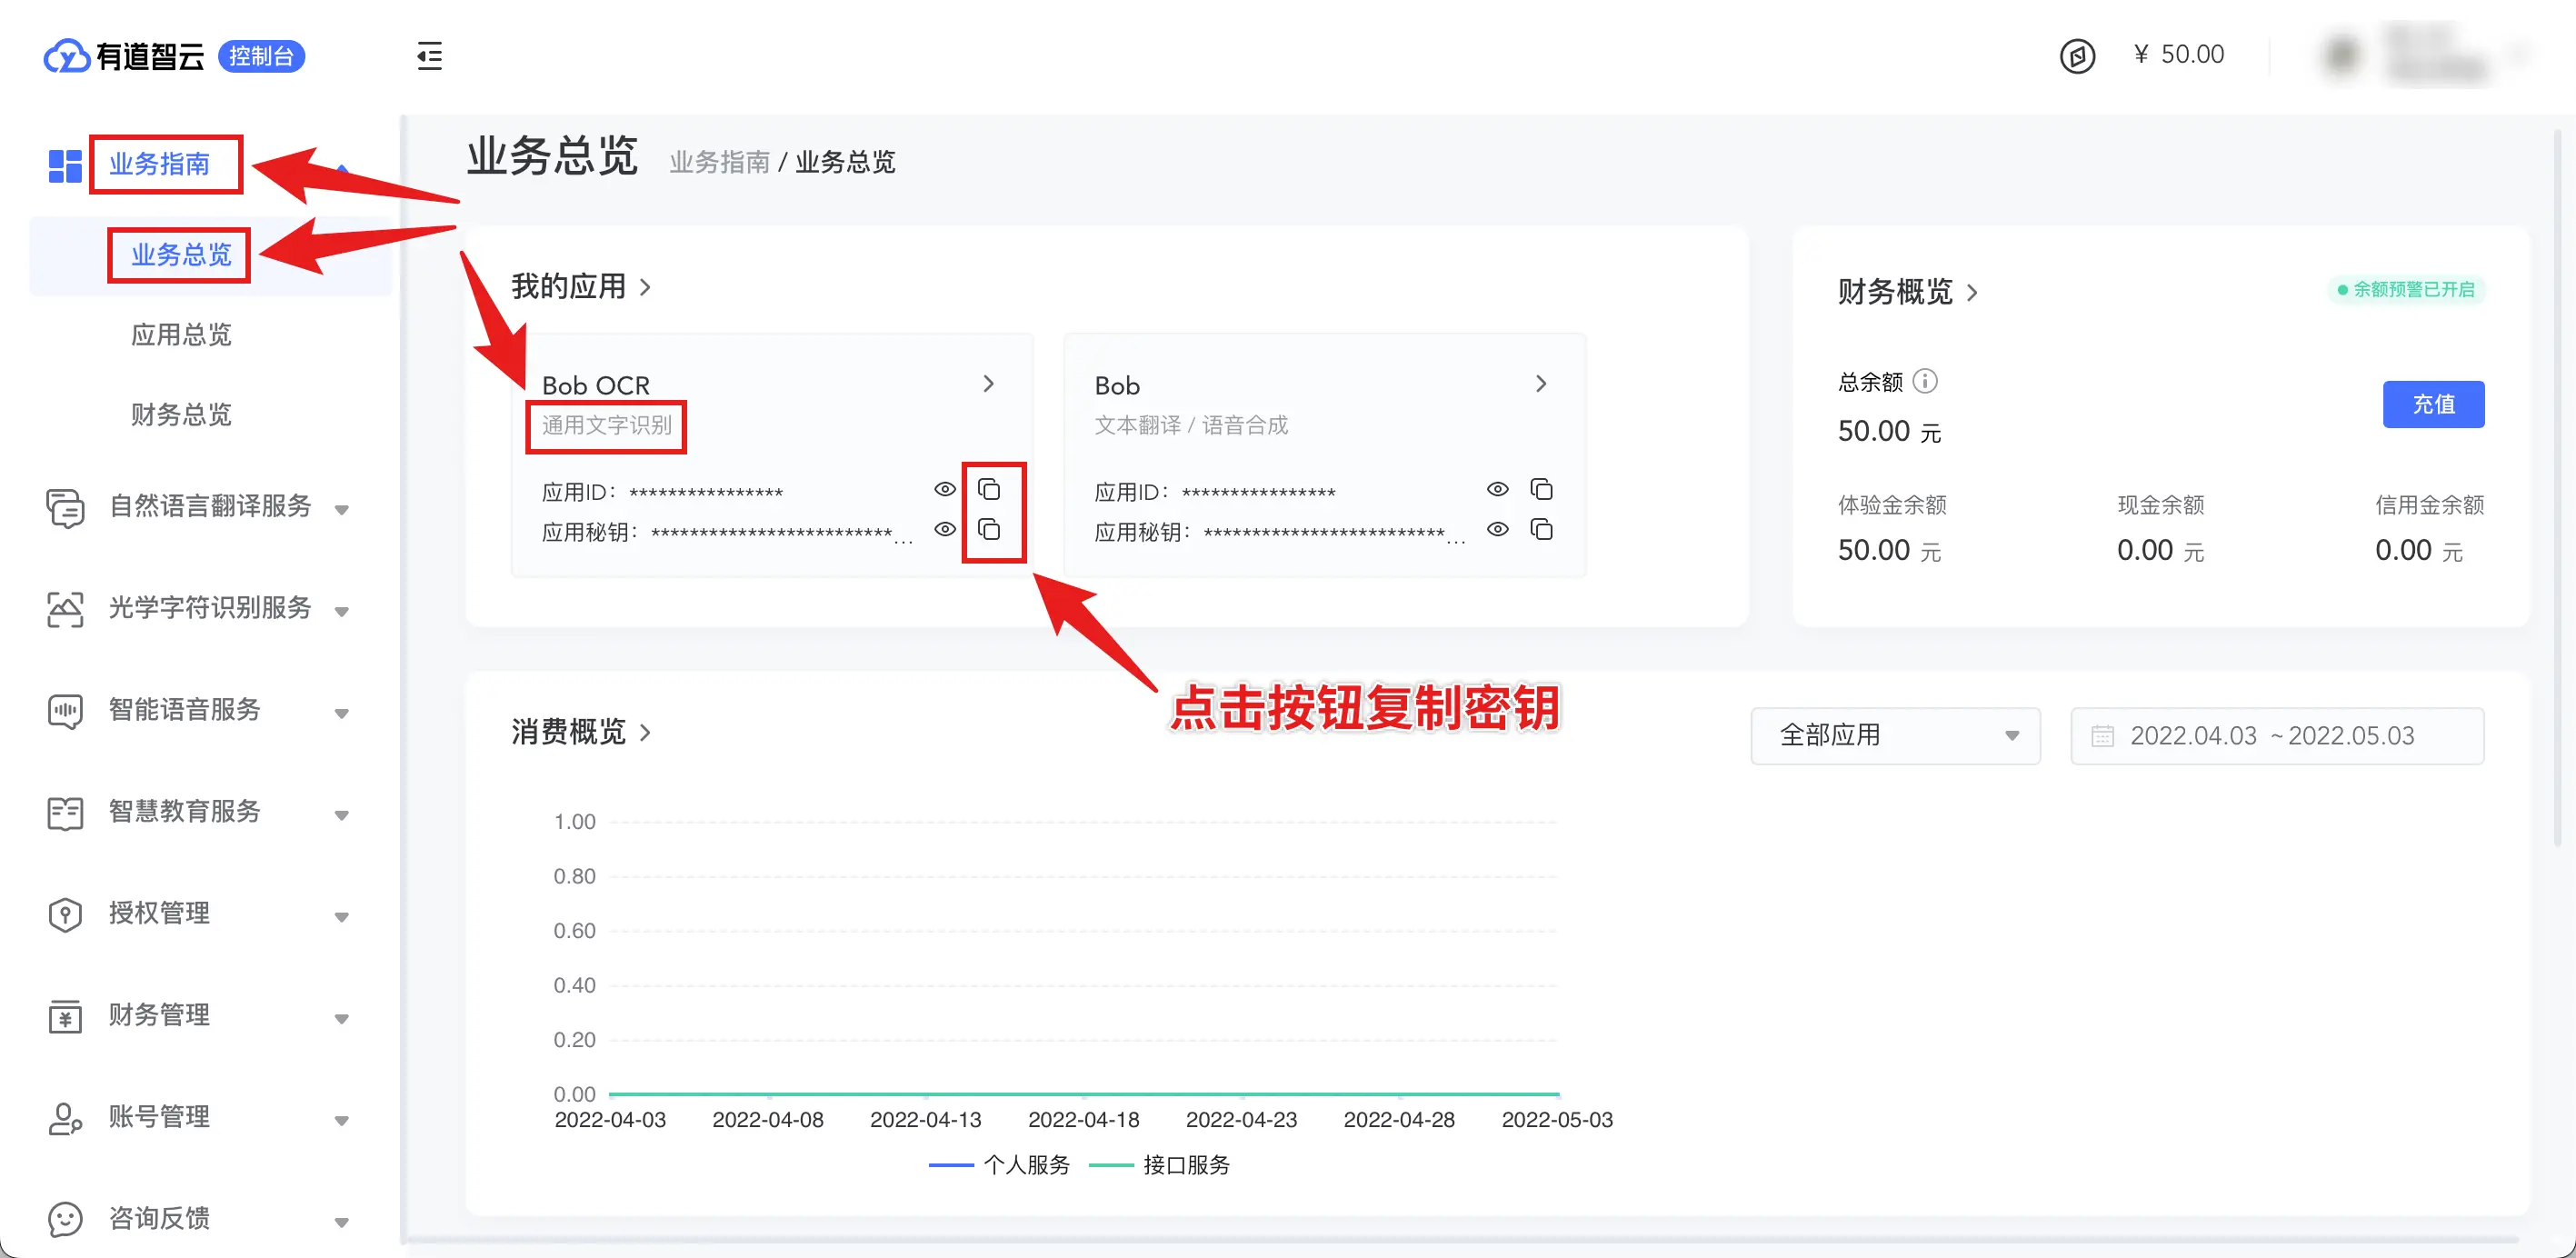 有道智云 控制台
¥ 50.00
业务指南
业务总览
应用总览
财务总览
自然语言翻译服务
光学字符识别服务
智能语音服务
智慧教育服务
授权管理
财务管理
账号管理
咨询反馈
业务总览 业务指南 / 业务总览
我的应用
Bob OCR
通用文字识别
应用ID： ****************
应用秘钥： *************************...
Bob
文本翻译 / 语音合成
应用ID： ****************
应用秘钥： *************************...
点击按钮复制密钥
财务概览
余额预警已开启
总余额
50.00 元
充值
体验金余额 现金余额 信用金余额
50.00 元 0.00 元 0.00 元
消费概览
全部应用
2022.04.03 ~ 2022.05.03
1.00
0.80
0.60
0.40
0.20
0.00
2022-04-03 2022-04-08 2022-04-13 2022-04-18 2022-04-23 2022-04-28 2022-05-03
个人服务 接口服务